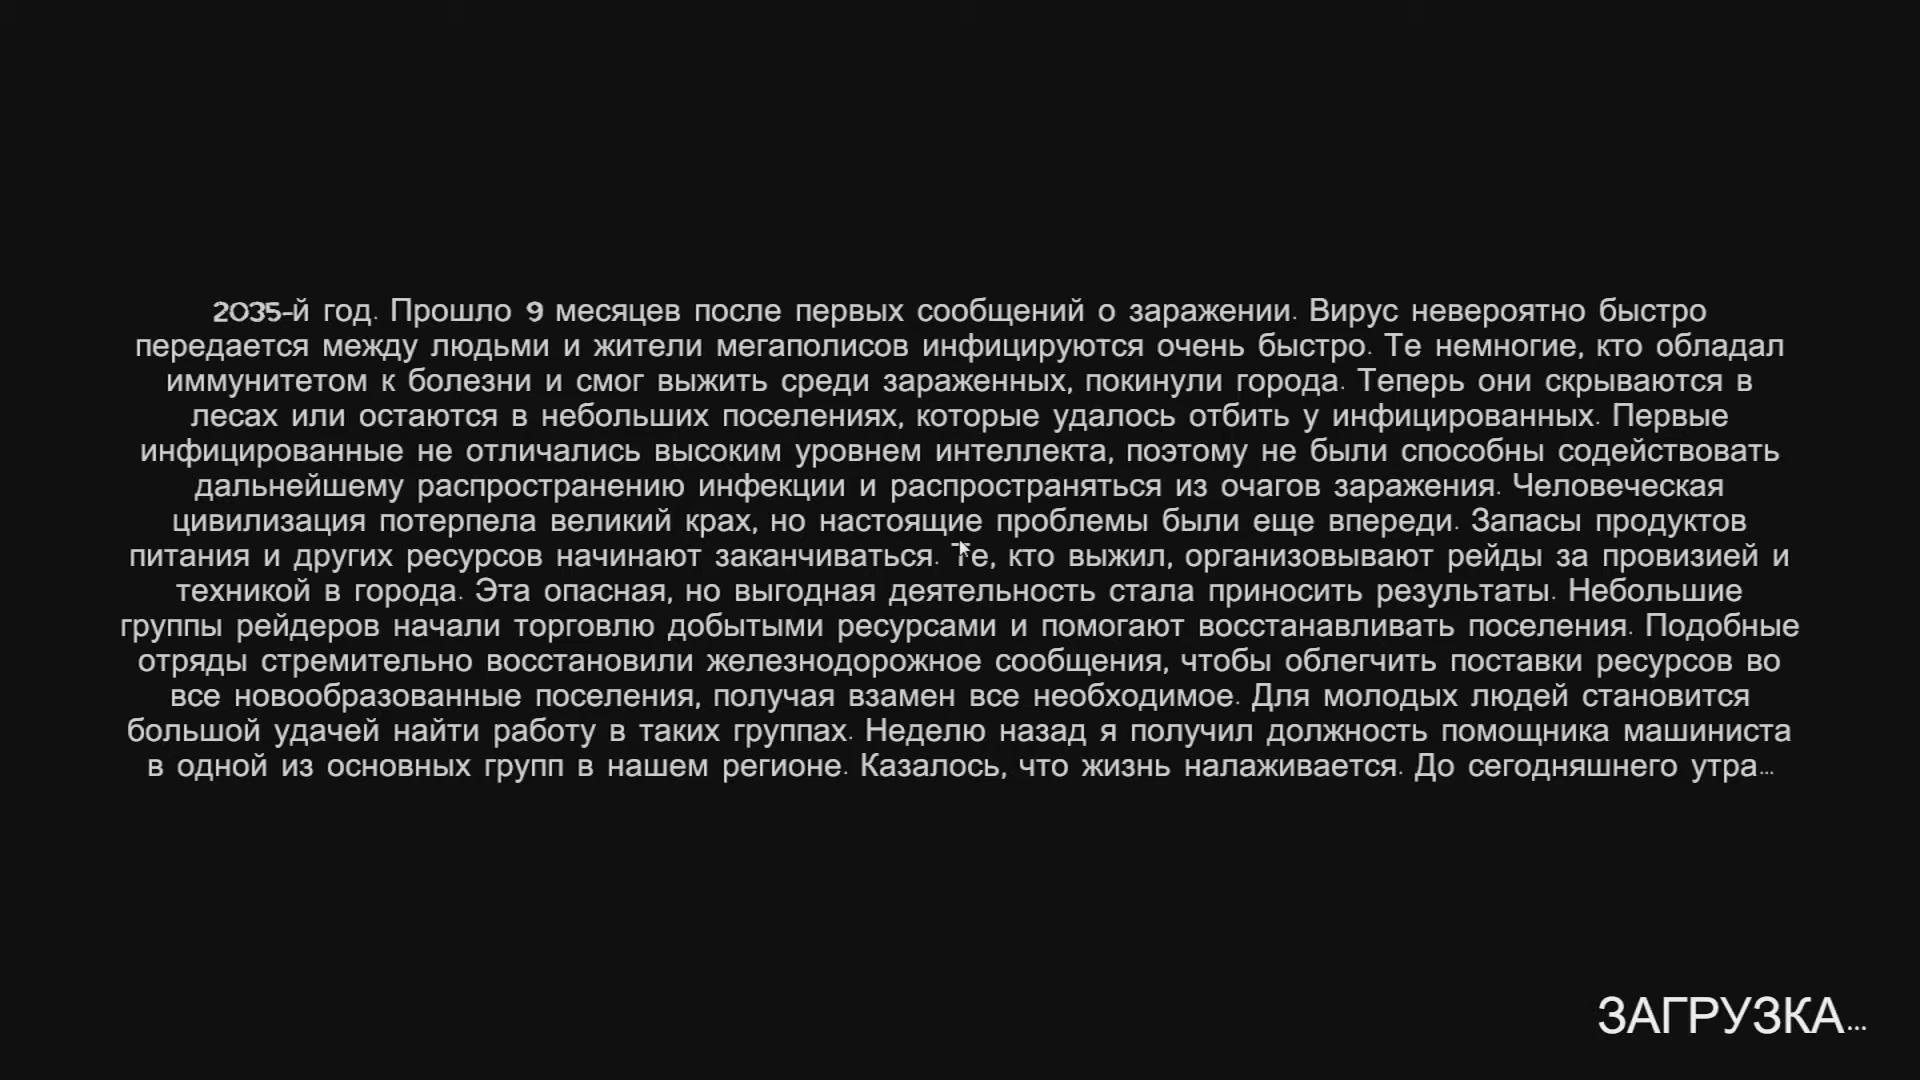 2035-й год. Прошло 9 месяцев после первых сообщений о заражении. Вирус невероятно быстро
передается между людьми и жители мегаполисов инфицируются очень быстро. Те немногие, кто обладал
иммунитетом к болезни и смог выжить среди зараженных, покинули города. Теперь они скрываются в
лесах или остаются в небольших поселениях, которые удалось отбить у инфицированных. Первые
инфицированные не отличались высоким уровнем интеллекта, поэтому не были способны содействовать
дальнейшему распространению инфекции и распространяться из очагов заражения. Человеческая
цивилизация потерпела великий крах, но настоящие проблемы были еще впереди. Запасы продуктов
питания и других ресурсов начинают заканчиваться. Те, кто выжил, организовывают рейды за провизией и
техникой в города. Эта опасная, но выгодная деятельность стала приносить результаты. Небольшие
группы рейдеров начали торговлю добытыми ресурсами и помогают восстанавливать поселения. Подобные
отряды стремительно восстановили железнодорожное сообщения, чтобы облегчить поставки ресурсов во
все новообразованные поселения, получая взамен все необходимое. Для молодых людей становится
большой удачей найти работу в таких группах. Неделю назад я получил должность помощника машиниста
в одной из основных групп в нашем регионе. Казалось, что жизнь налаживается. До сегодняшнего утра...
ЗАГРУЗКА...